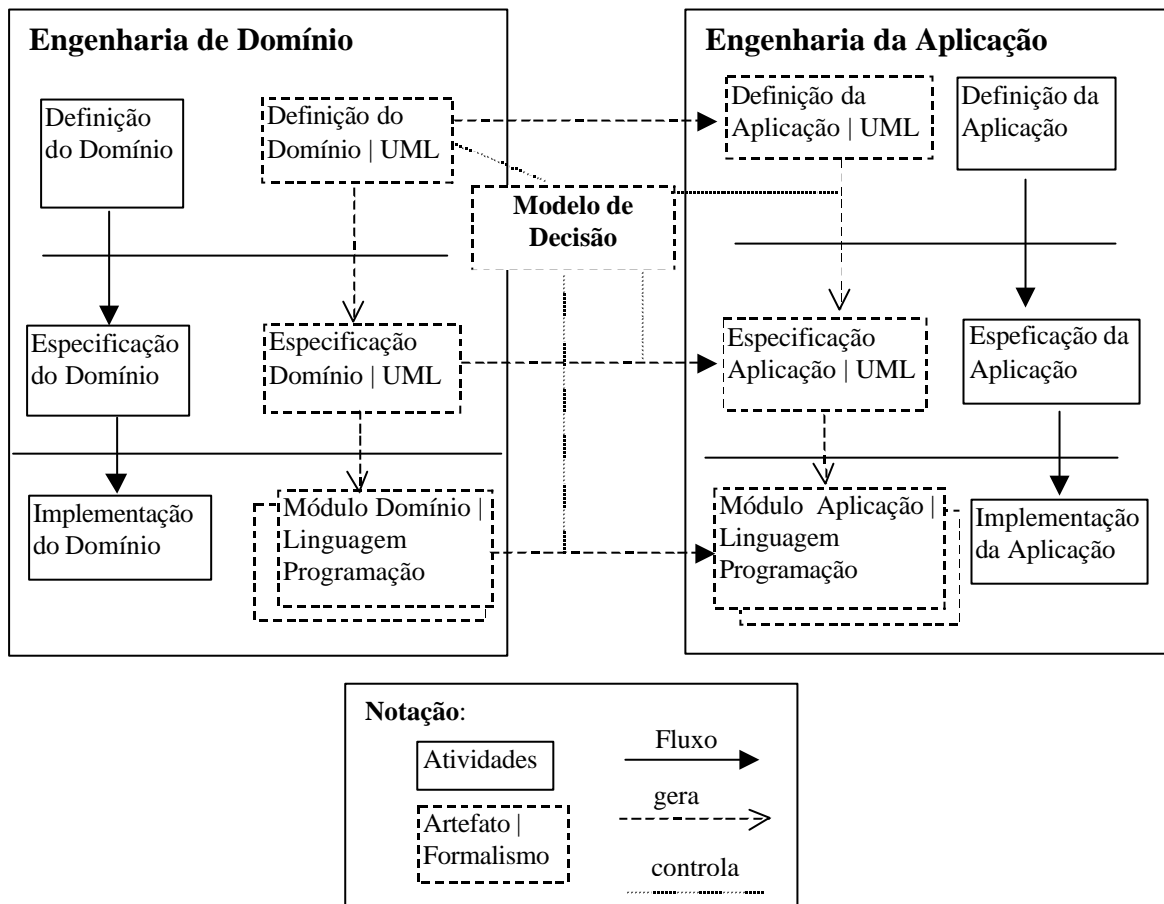 Engenharia de Domínio
Definição
do Domínio
Definição do
Domínio | UML
Especificação
do Domínio
Especificação
Domínio | UML
Implementação
do Domínio
Módulo Domínio |
Linguagem
Programação
Modelo de
Decisão
Engenharia da Aplicação
Definição da
Aplicação | UML
Definição da
Aplicação
Especificação
Aplicação | UML
Espeficação da
Aplicação
Módulo Aplicação |
Linguagem
Programação
Implementação
da Aplicação
Notação:
Atividades
Fluxo
Artefato |
Formalismo
gera
controla